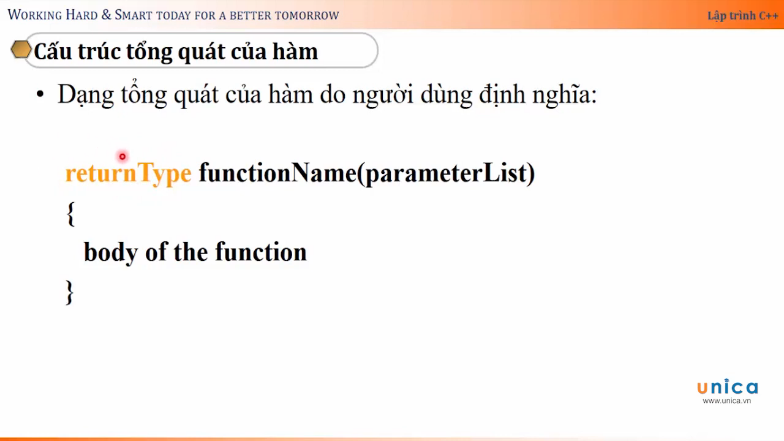 WORKING HARD & SMART TODAY FOR A BETTER TOMORROW
Lập trình C++
Cấu trúc tổng quát của hàm
• Dạng tổng quát của hàm do người dùng định nghĩa:
returnType functionName(parameterList)
{
body of the function
}
unica
www.unica.vn